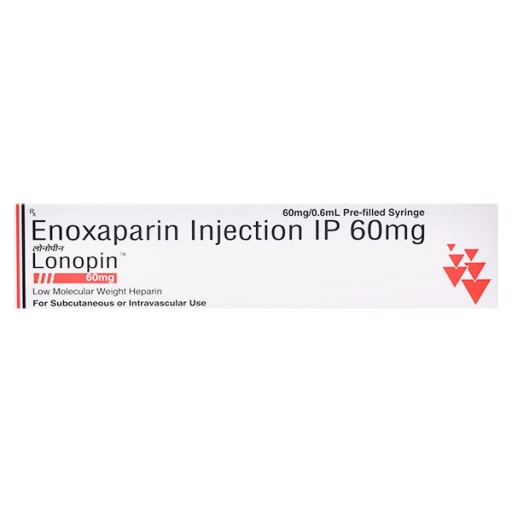 Rx
60mg/0.6mL Pre-filled Syringe
Enoxaparin Injection IP 60mg
लोनोपीन
Lonopin™
60mg
Low Molecular Weight Heparin
For Subcutaneous or Intravascular Use